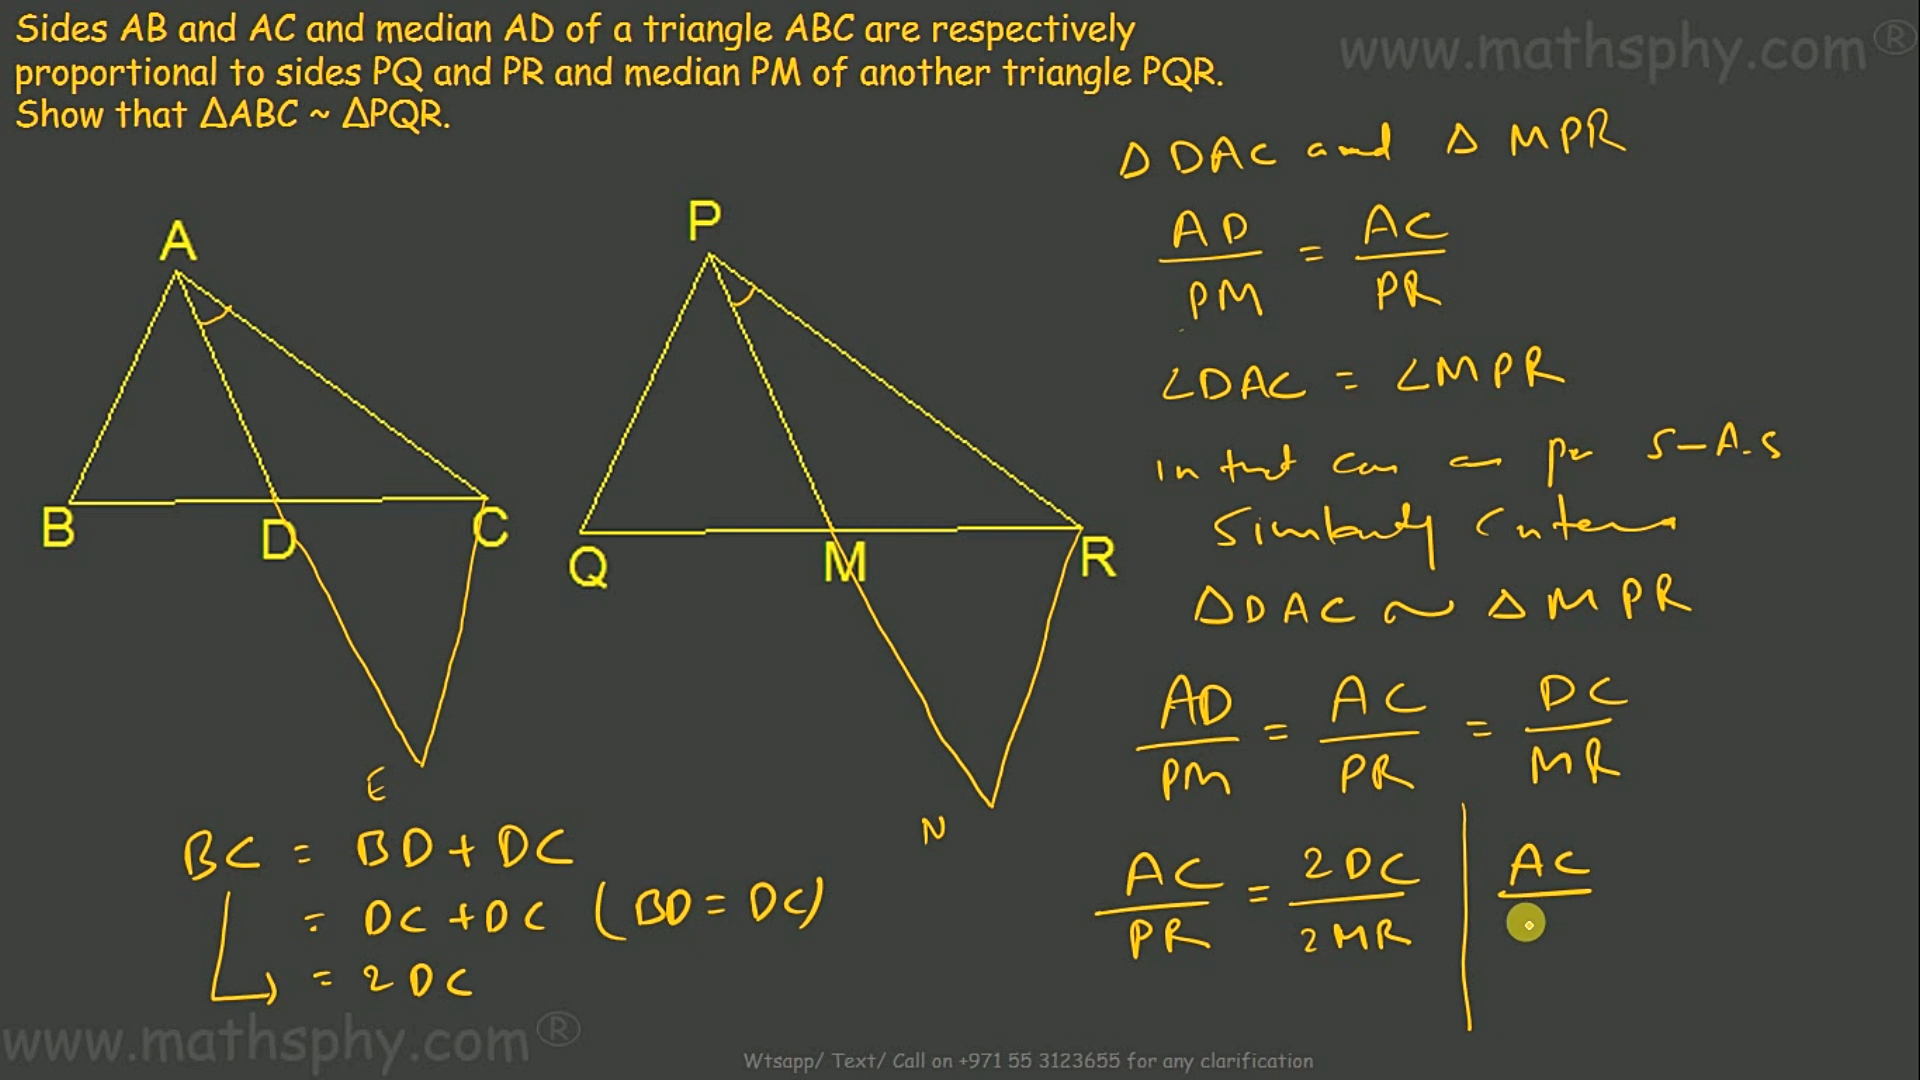 Sides AB and AC and median AD of a triangle ABC are respectively
proportional to sides PQ and PR and median PM of another triangle PQR.
Show that ΔABC ~ ΔPQR.
www.mathsphy.com®
Δ DAC and Δ MPR
AD/PM = AC/PR
∠DAC = ∠MPR
S-A-S
Similarity Criteria
ΔDAC ~ ΔMPR
AD/PM = AC/PR = DC/MR
AC/PR = 2DC/2MR
AC
A
B
D
C
E
P
Q
M
R
N
BC = BD + DC
= DC + DC (BD = DC)
= 2DC
www.mathsphy.com®
Wtsapp/ Text/ Call on +971 55 3123655 for any clarification